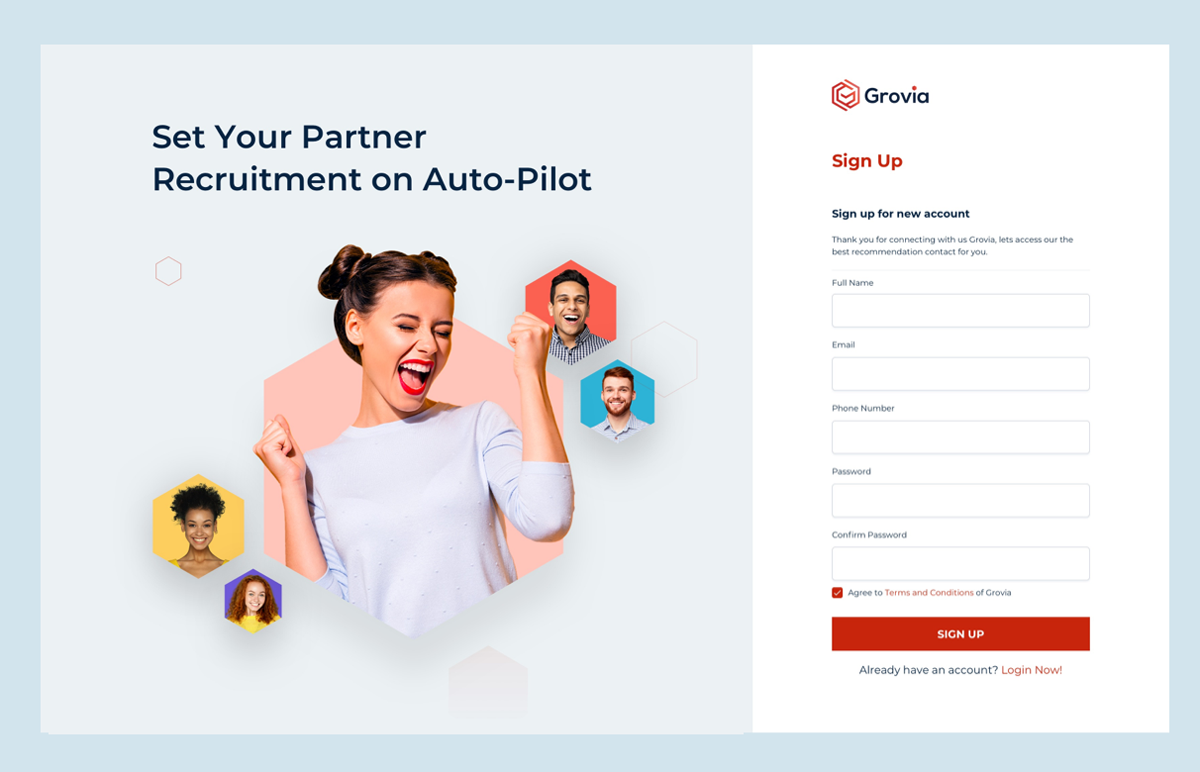 Set Your Partner
Recruitment on Auto-Pilot
Grovia
Sign Up
Sign up for new account
Thank you for connecting with us Grovia, lets access our the
best recommendation contact for you.
Full Name
Email
Phone Number
Password
Confirm Password
Agree to Terms and Conditions of Grovia
SIGN UP
Already have an account? Login Now!